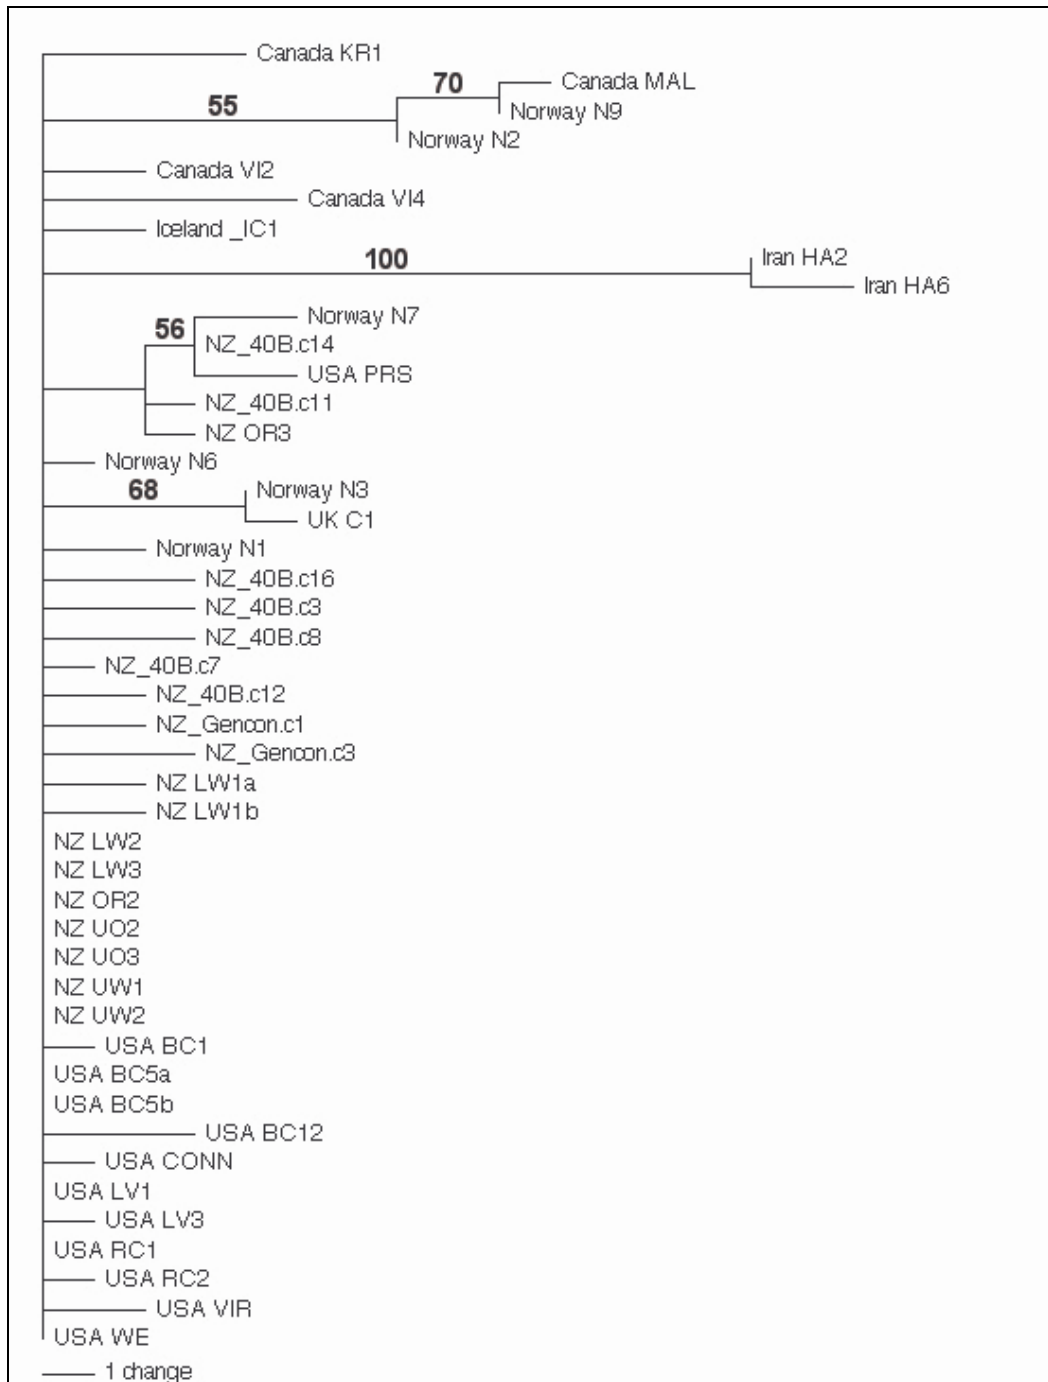 Canada KR1
70
Canada MAL
55
Norway N9
Norway N2
Canada VI2
Canada VI4
Iceland _IC1
100
Iran HA2
Iran HA6
Norway N7
56
NZ_40B.c14
USA PRS
NZ_40B.c11
NZ OR3
Norway N6
68
Norway N3
UK C1
Norway N1
NZ_40B.c16
NZ_40B.c3
NZ_40B.c8
NZ_40B.c7
NZ_40B.c12
NZ_Gencon.c1
NZ_Gencon.c3
NZ LW1a
NZ LW1b
NZ LW2
NZ LW3
NZ OR2
NZ UO2
NZ UO3
NZ UW1
NZ UW2
USA BC1
USA BC5a
USA BC5b
USA BC12
USA CONN
USA LV1
USA LV3
USA RC1
USA RC2
USA VIR
USA WE
1 change